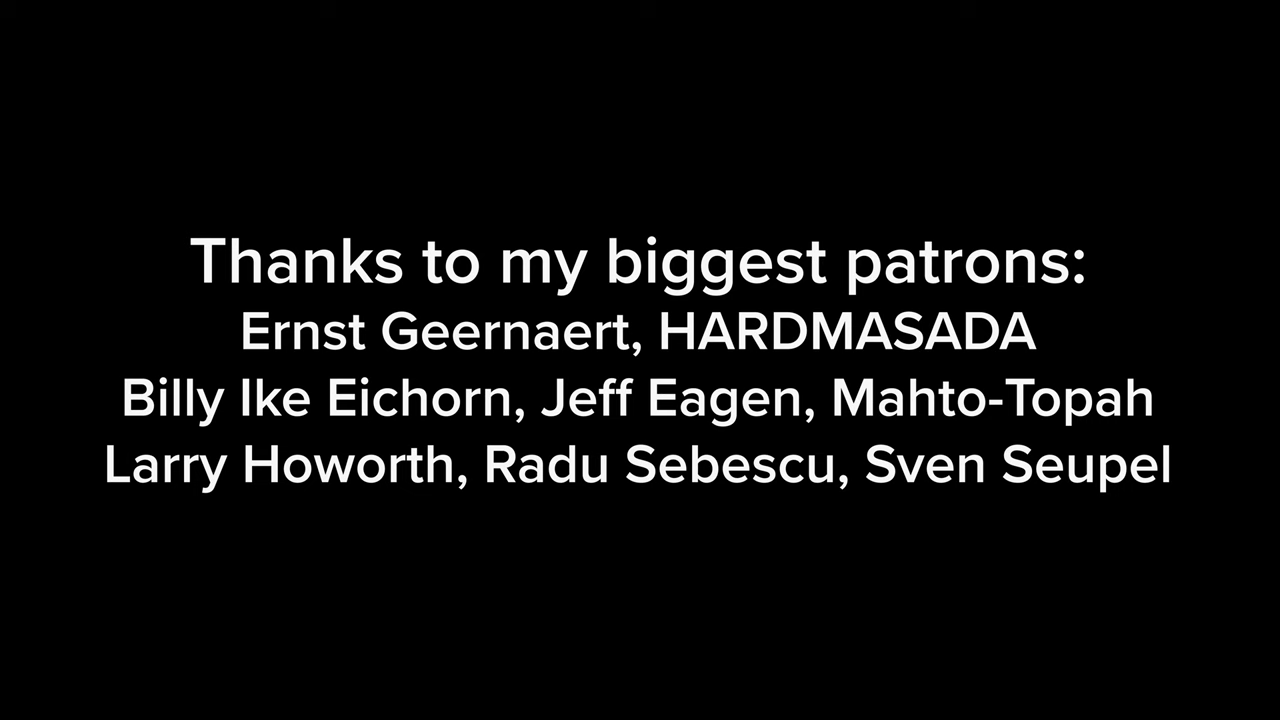 Thanks to my biggest patrons:
Ernst Geernaert, HARDMASADA
Billy Ike Eichorn, Jeff Eagen, Mahto-Topah
Larry Howorth, Radu Sebescu, Sven Seupel